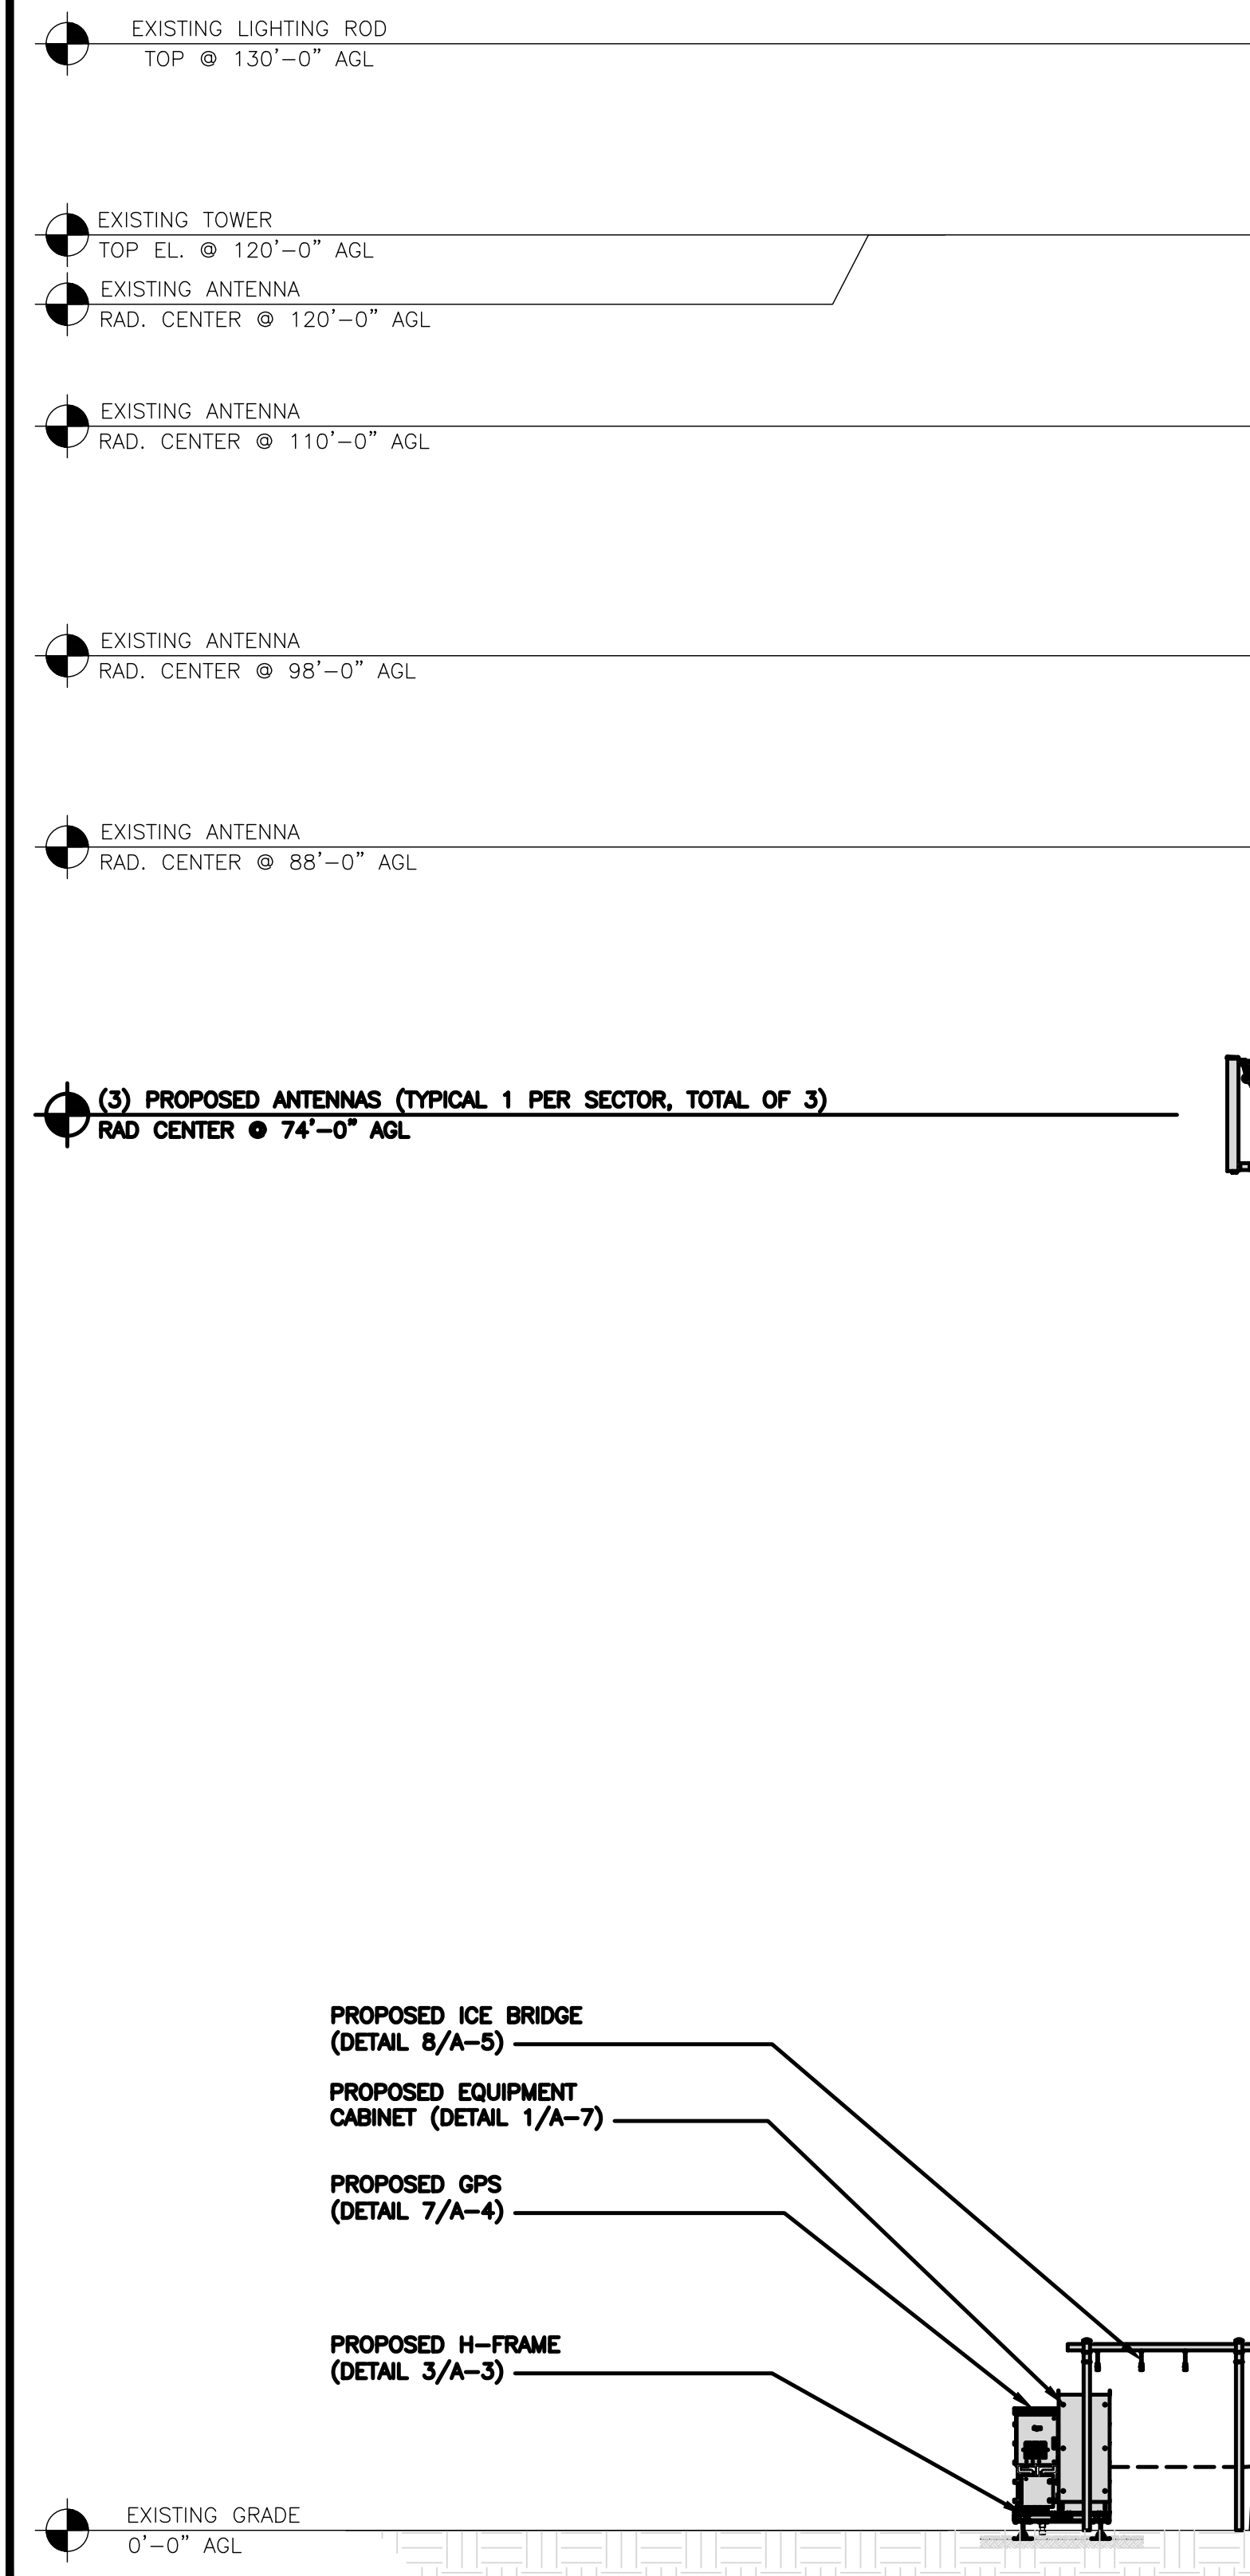 EXISTING LIGHTING ROD
TOP @ 130'-0" AGL
EXISTING TOWER
TOP EL. @ 120'-0" AGL
EXISTING ANTENNA
RAD. CENTER @ 120'-0" AGL
EXISTING ANTENNA
RAD. CENTER @ 110'-0" AGL
EXISTING ANTENNA
RAD. CENTER @ 98'-0" AGL
EXISTING ANTENNA
RAD. CENTER @ 88'-0" AGL
(3) PROPOSED ANTENNAS (TYPICAL 1 PER SECTOR, TOTAL OF 3)
RAD CENTER @ 74'-0" AGL
PROPOSED ICE BRIDGE
(DETAIL 8/A-5)
PROPOSED EQUIPMENT
CABINET (DETAIL 1/A-7)
PROPOSED GPS
(DETAIL 7/A-4)
PROPOSED H-FRAME
(DETAIL 3/A-3)
EXISTING GRADE
0'-0" AGL